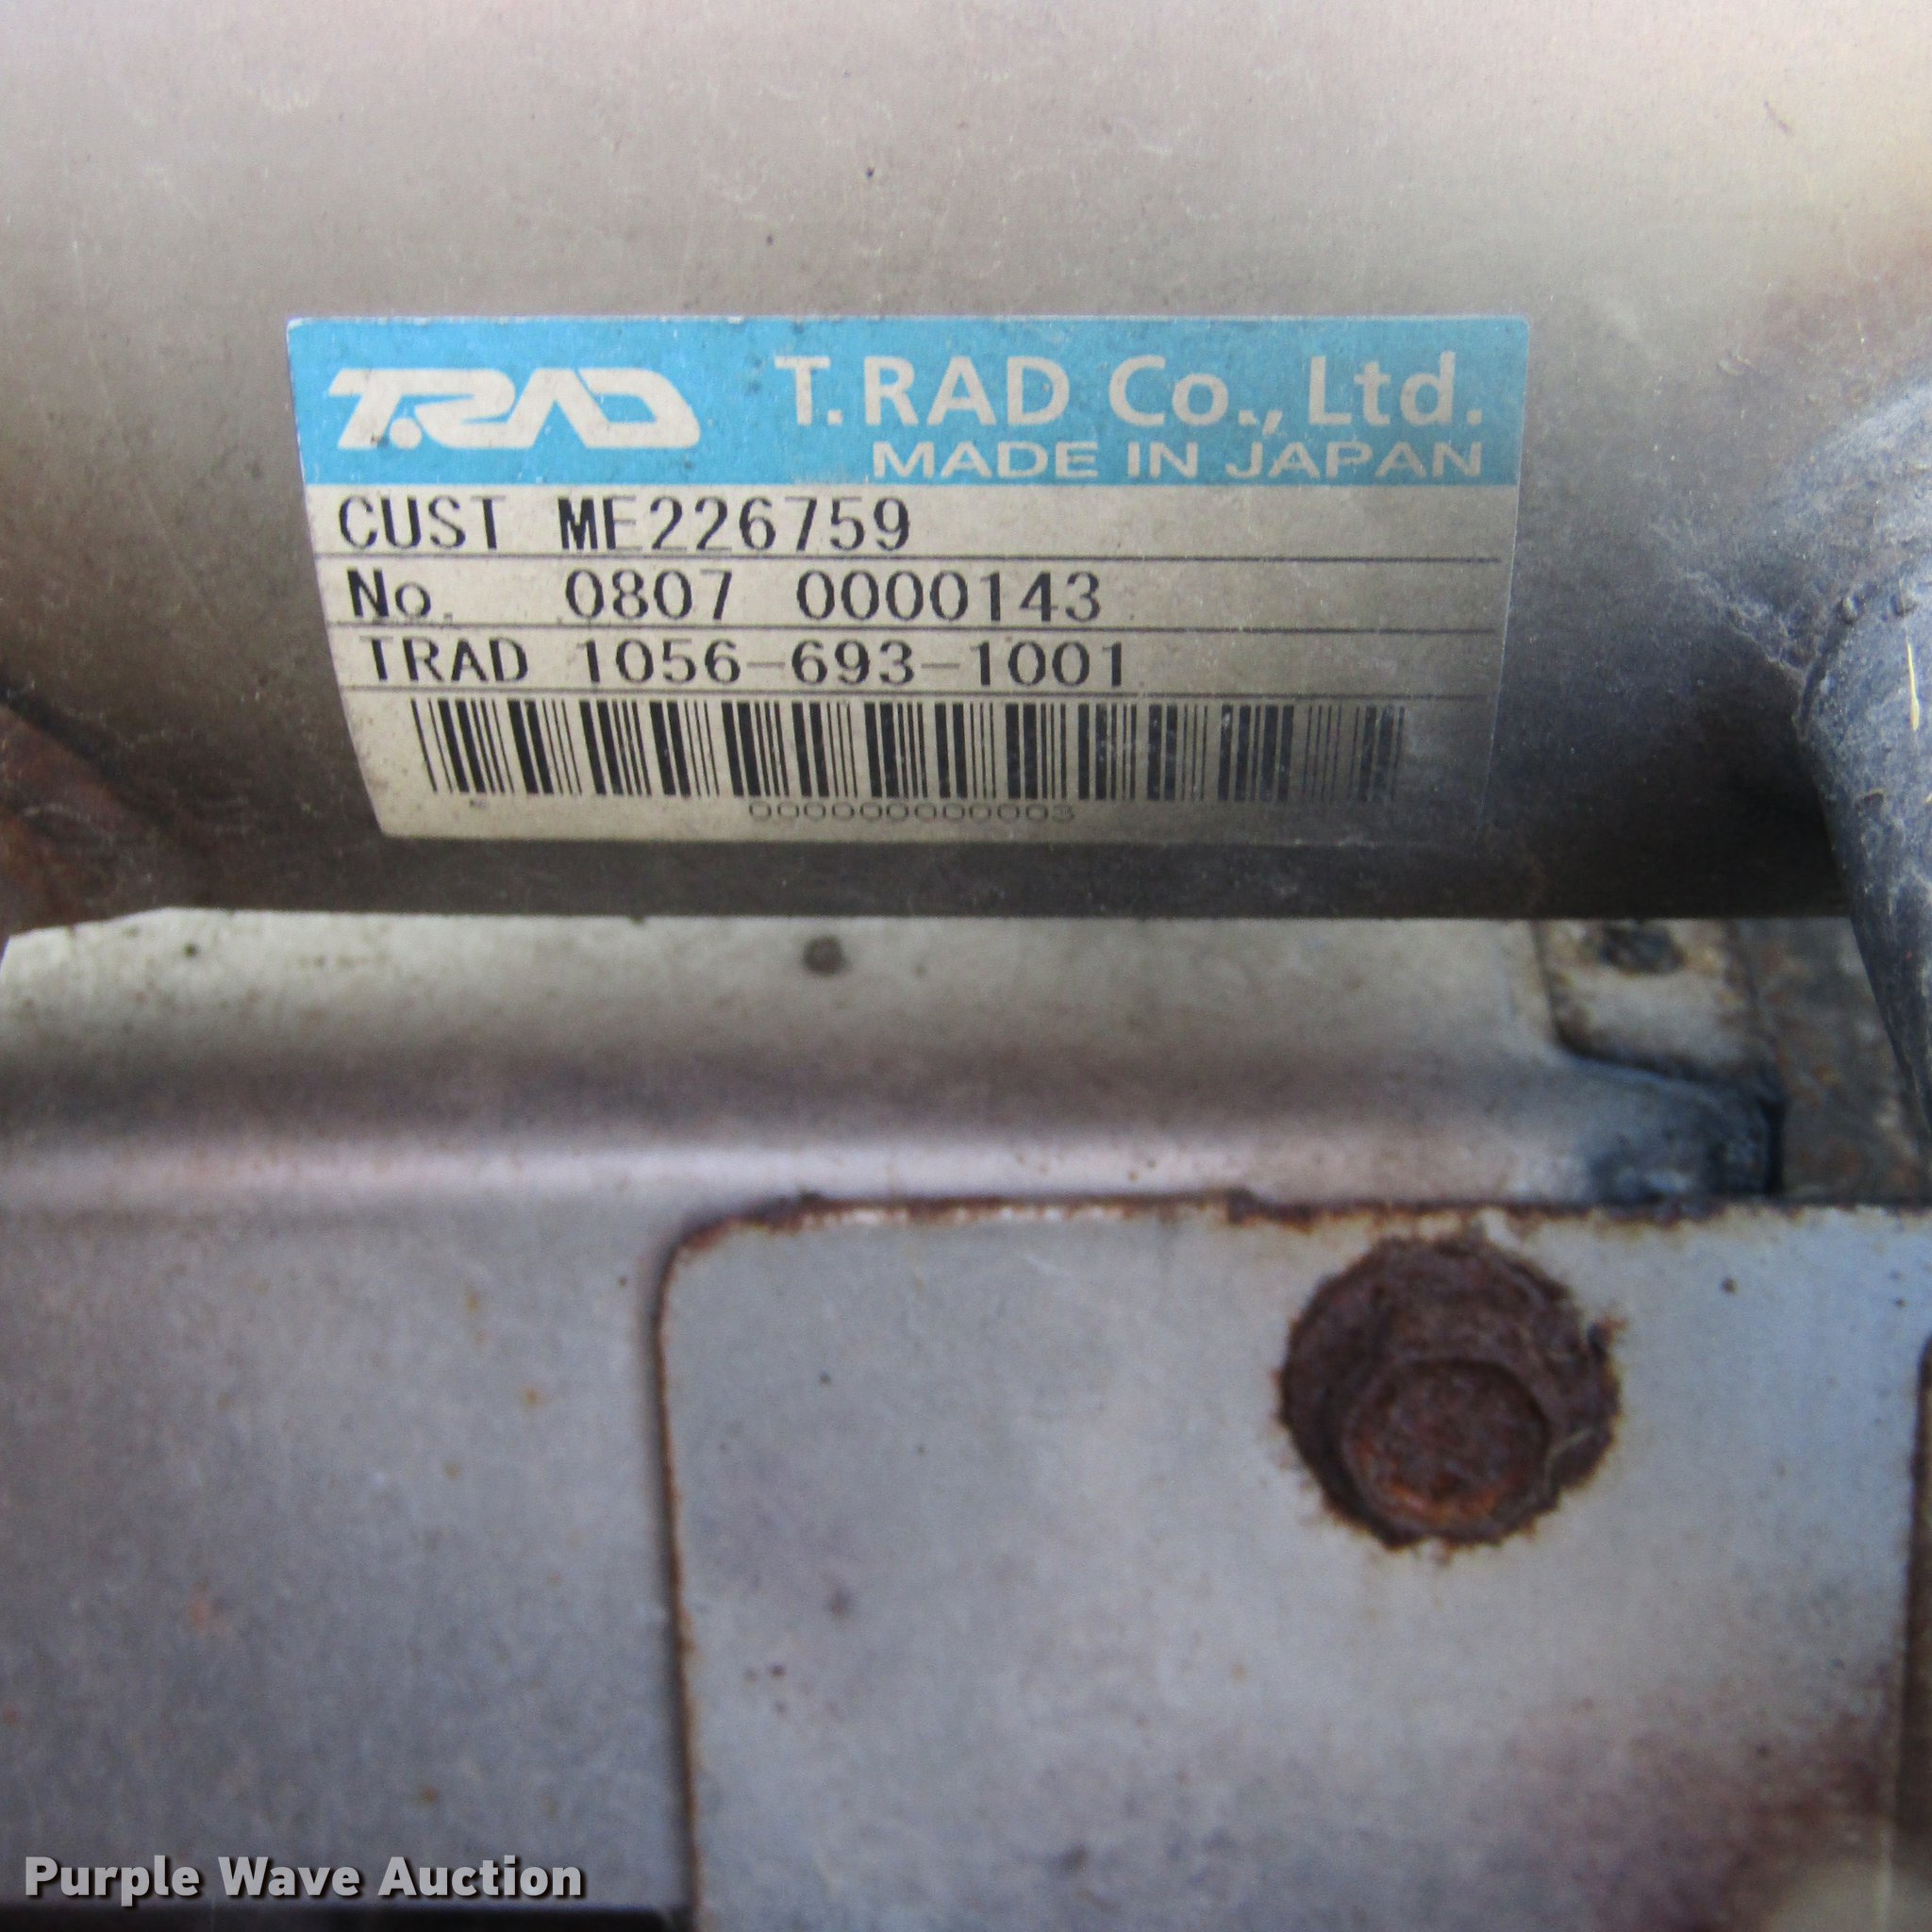 T.RAD T.RAD Co., Ltd.
MADE IN JAPAN
CUST ME226759
No. 0807 0000143
TRAD 1056-693-1001
000000000003
Purple Wave Auction